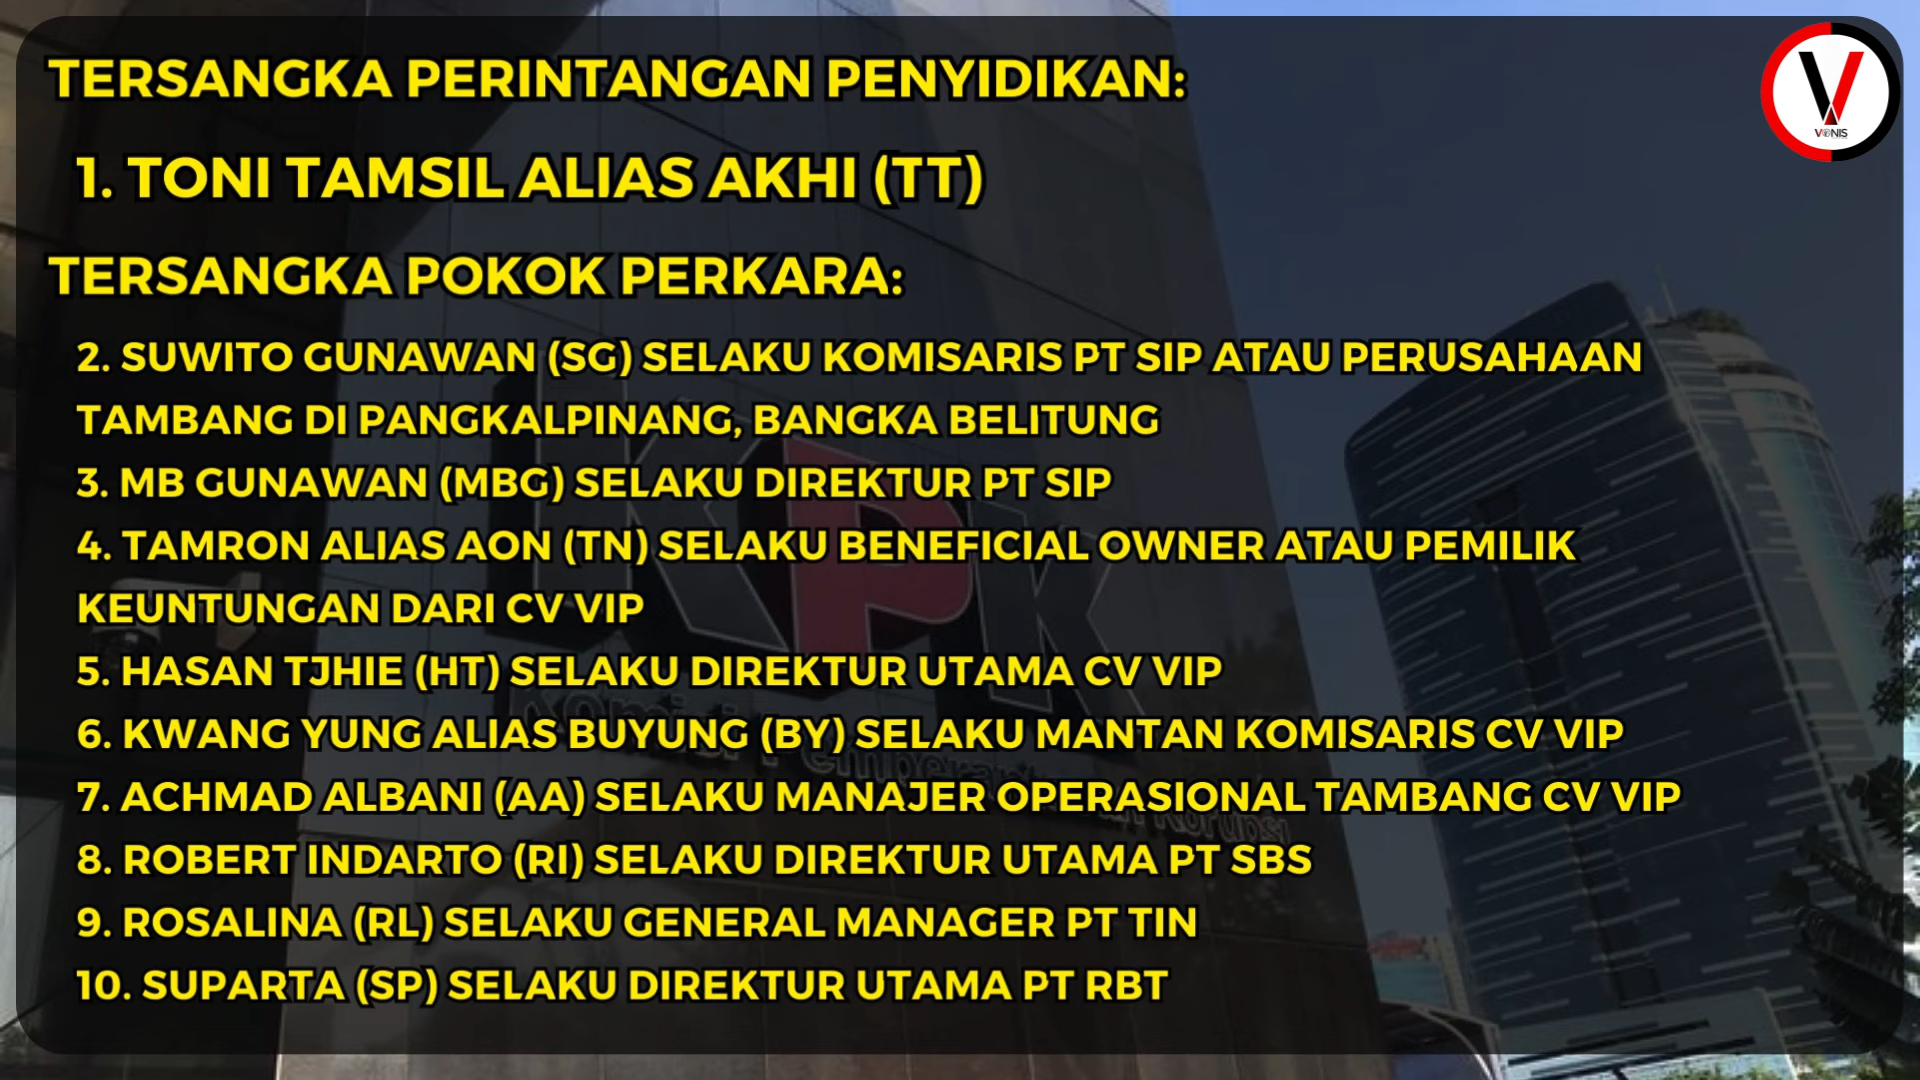 TERSANGKA PERINTANGAN PENYIDIKAN:
VONIS
1. TONI TAMSIL ALIAS AKHI (TT)
TERSANGKA POKOK PERKARA:
2. SUWITO GUNAWAN (SG) SELAKU KOMISARIS PT SIP ATAU PERUSAHAAN
TAMBANG DI PANGKALPINANG, BANGKA BELITUNG
3. MB GUNAWAN (MBG) SELAKU DIREKTUR PT SIP
4. TAMRON ALIAS AON (TN) SELAKU BENEFICIAL OWNER ATAU PEMILIK
KEUNTUNGAN DARI CV VIP
5. HASAN TJHIE (HT) SELAKU DIREKTUR UTAMA CV VIP
6. KWANG YUNG ALIAS BUYUNG (BY) SELAKU MANTAN KOMISARIS CV VIP
7. ACHMAD ALBANI (AA) SELAKU MANAJER OPERASIONAL TAMBANG CV VIP
8. ROBERT INDARTO (RI) SELAKU DIREKTUR UTAMA PT SBS
9. ROSALINA (RL) SELAKU GENERAL MANAGER PT TIN
10. SUPARTA (SP) SELAKU DIREKTUR UTAMA PT RBT
KPK
Komisi Pemberantasan Korupsi